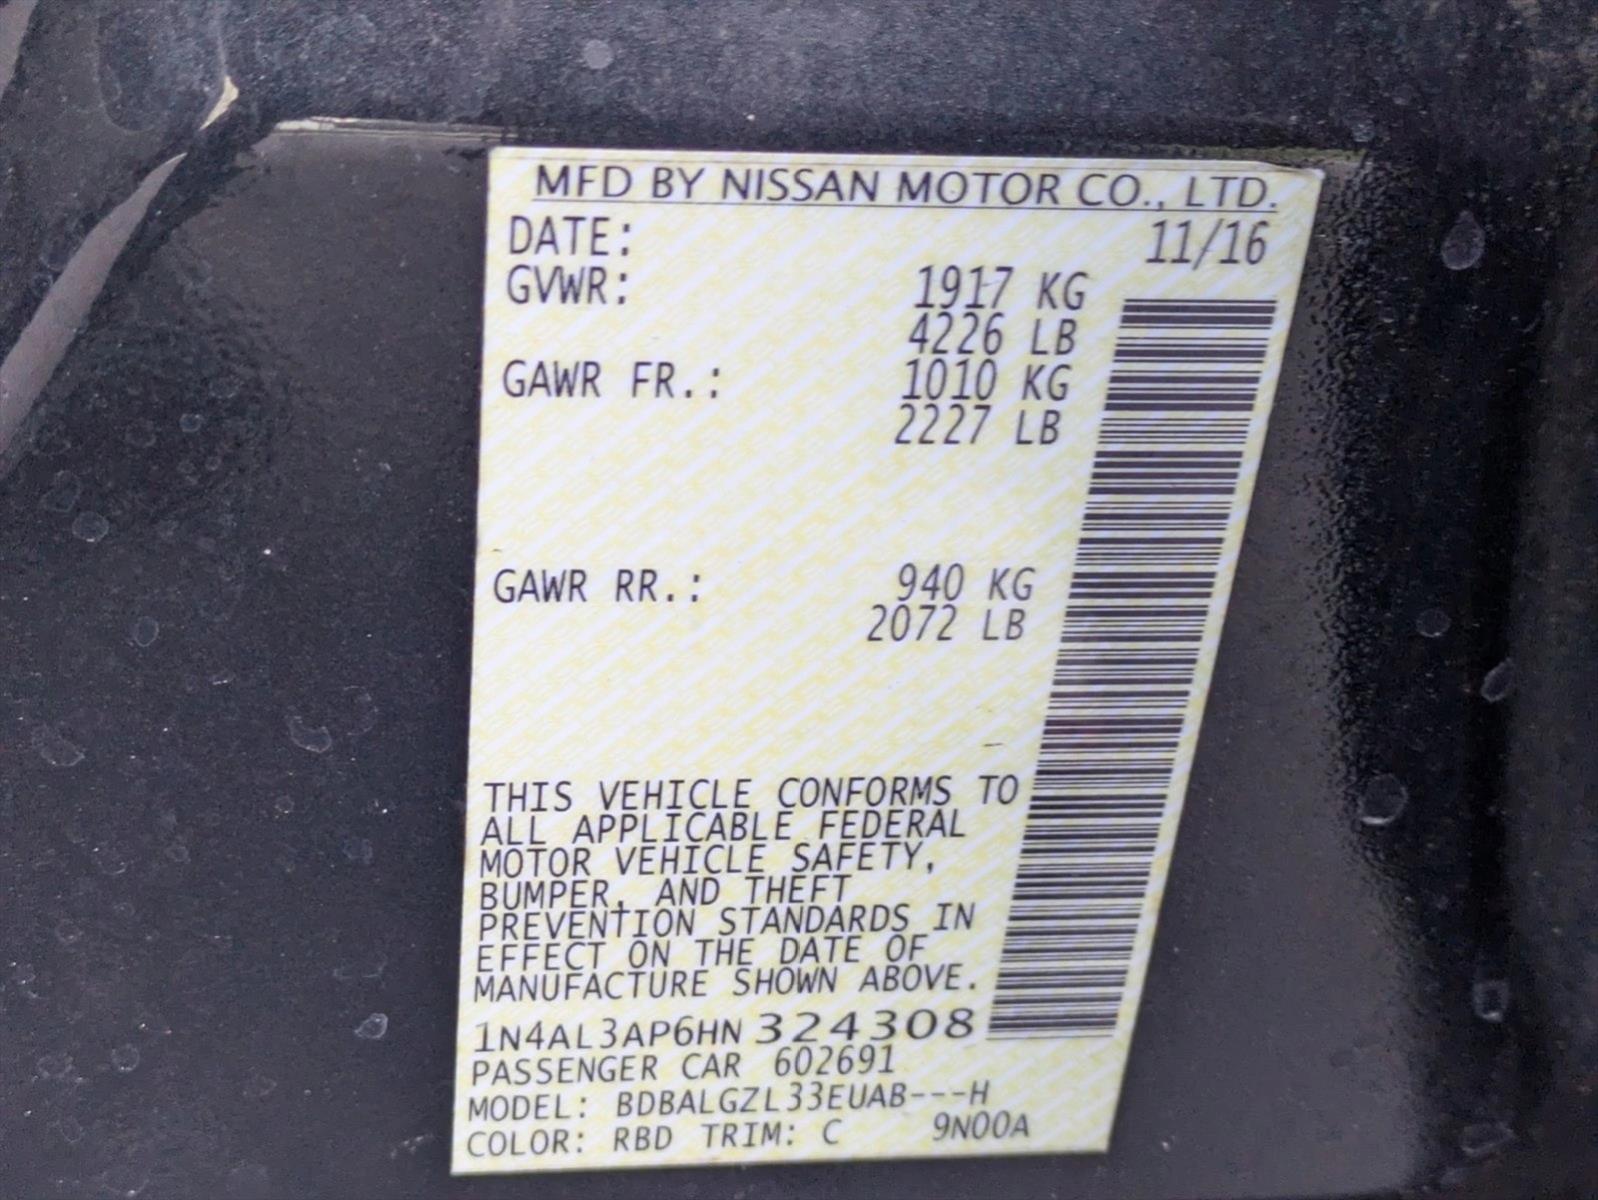 MFD BY NISSAN MOTOR CO., LTD.
DATE: 11/16
GVWR: 1917 KG
4226 LB
GAWR FR.: 1010 KG
2227 LB
GAWR RR.: 940 KG
2072 LB
THIS VEHICLE CONFORMS TO
ALL APPLICABLE FEDERAL
MOTOR VEHICLE SAFETY,
BUMPER, AND THEFT
PREVENTION STANDARDS IN
EFFECT ON THE DATE OF
MANUFACTURE SHOWN ABOVE.
1N4AL3AP6HN324308
PASSENGER CAR 602691
MODEL: BDBALGZL33EUAB---H
COLOR: RBD TRIM: C 9N00A